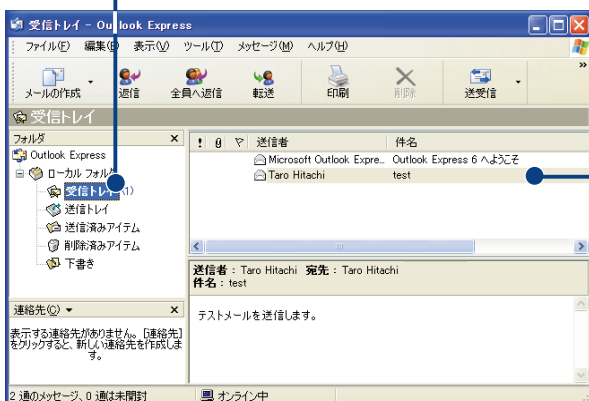 受信トレイ - Outlook Express
ファイル(F) 編集(E) 表示(V) ツール(T) メッセージ(M) ヘルプ(H)
メールの作成 返信 全員へ返信 転送 印刷 削除 送受信
受信トレイ
フォルダ
! 送信者 件名
Outlook Express
Microsoft Outlook Expre... Outlook Express 6 へようこそ
ローカル フォルダ
Taro Hitachi test
受信トレイ (1)
送信トレイ
送信済みアイテム
削除済みアイテム
下書き
送信者: Taro Hitachi 宛先: Taro Hitachi
件名: test
連絡先(C)
テストメールを送信します。
表示する連絡先がありません。[連絡先]
をクリックすると、新しい連絡先を作成しま
す。
2 通のメッセージ、0 通は未開封 オンライン中